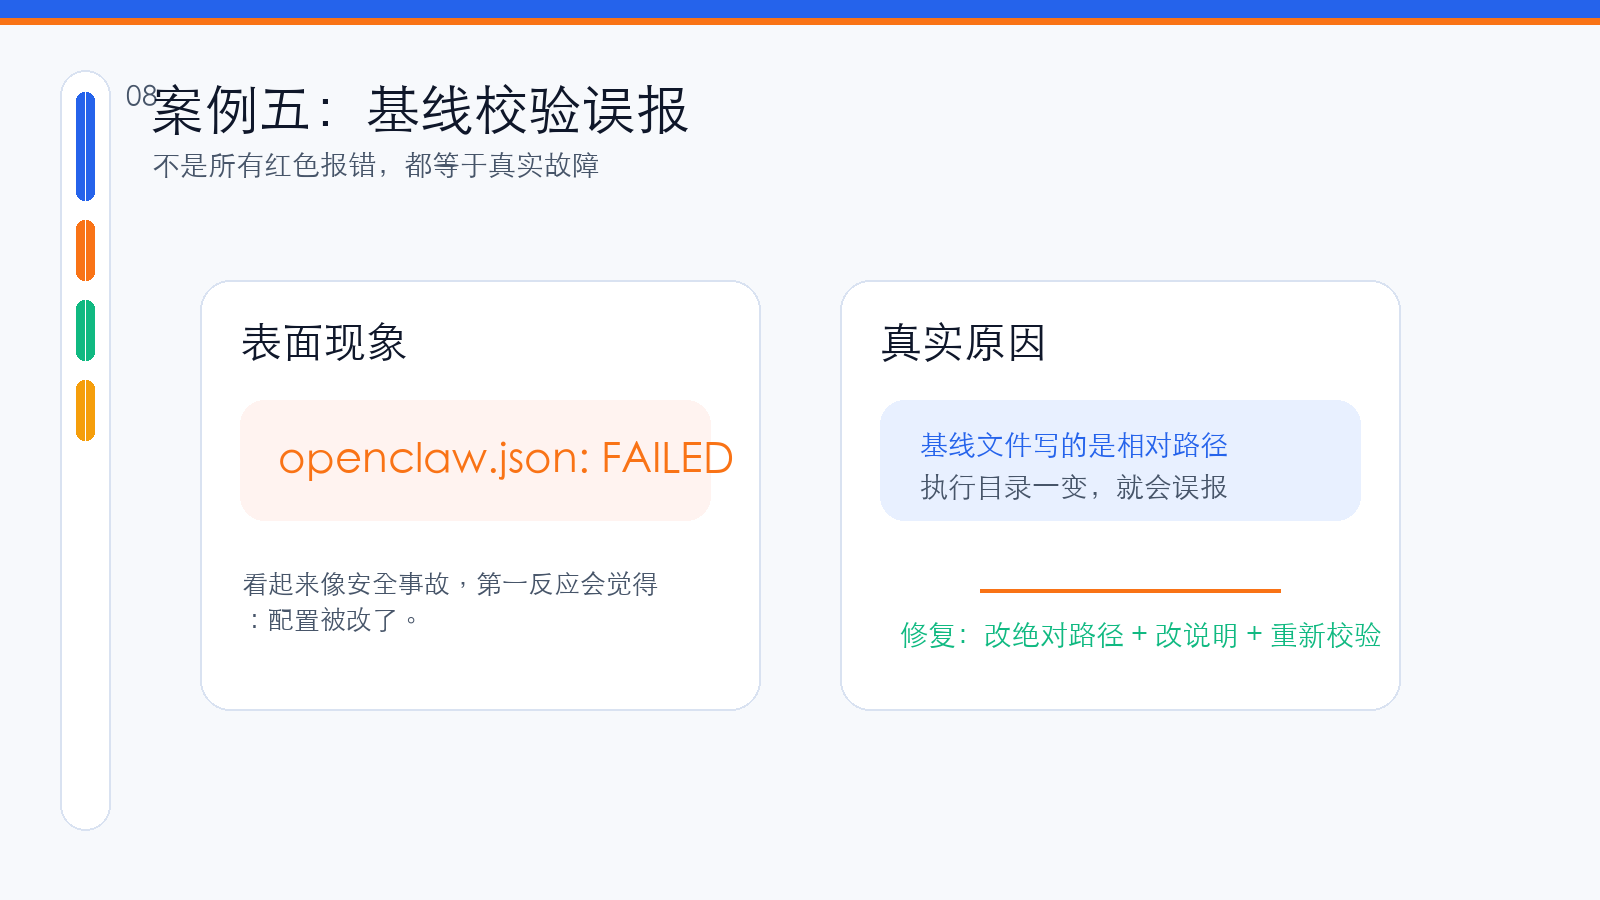 08
案例五：基线校验误报
不是所有红色报错，都等于真实故障
表面现象
openclaw.json: FAILED
看起来像安全事故，第一反应会觉得
：配置被改了。
真实原因
基线文件写的是相对路径
执行目录一变，就会误报
修复：改绝对路径 + 改说明 + 重新校验